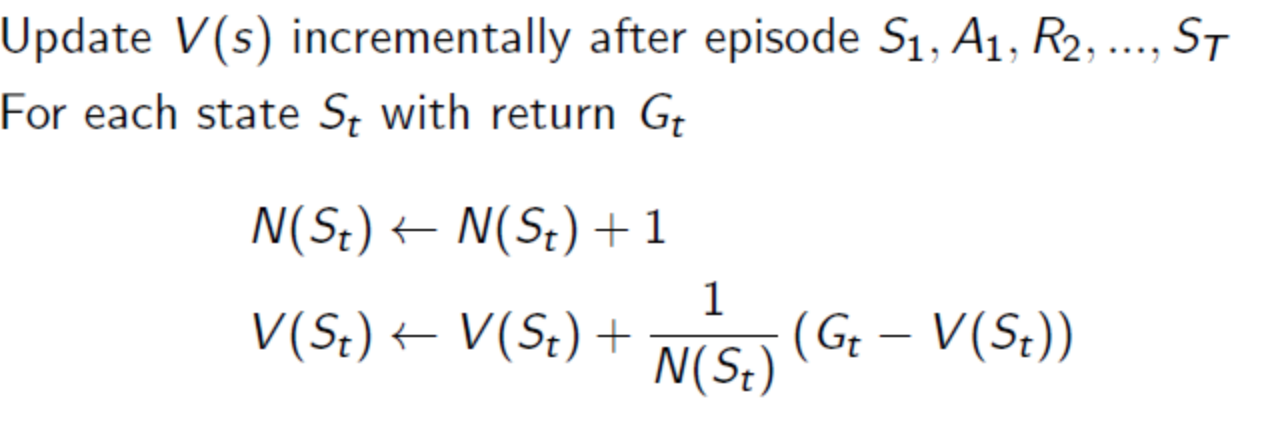 Update V(s) incrementally after episode S₁, A₁, R₂, ..., S_T
For each state S_t with return G_t
N(S_t) ← N(S_t) + 1
V(S_t) ← V(S_t) + \frac{1}{N(S_t)} (G_t − V(S_t))